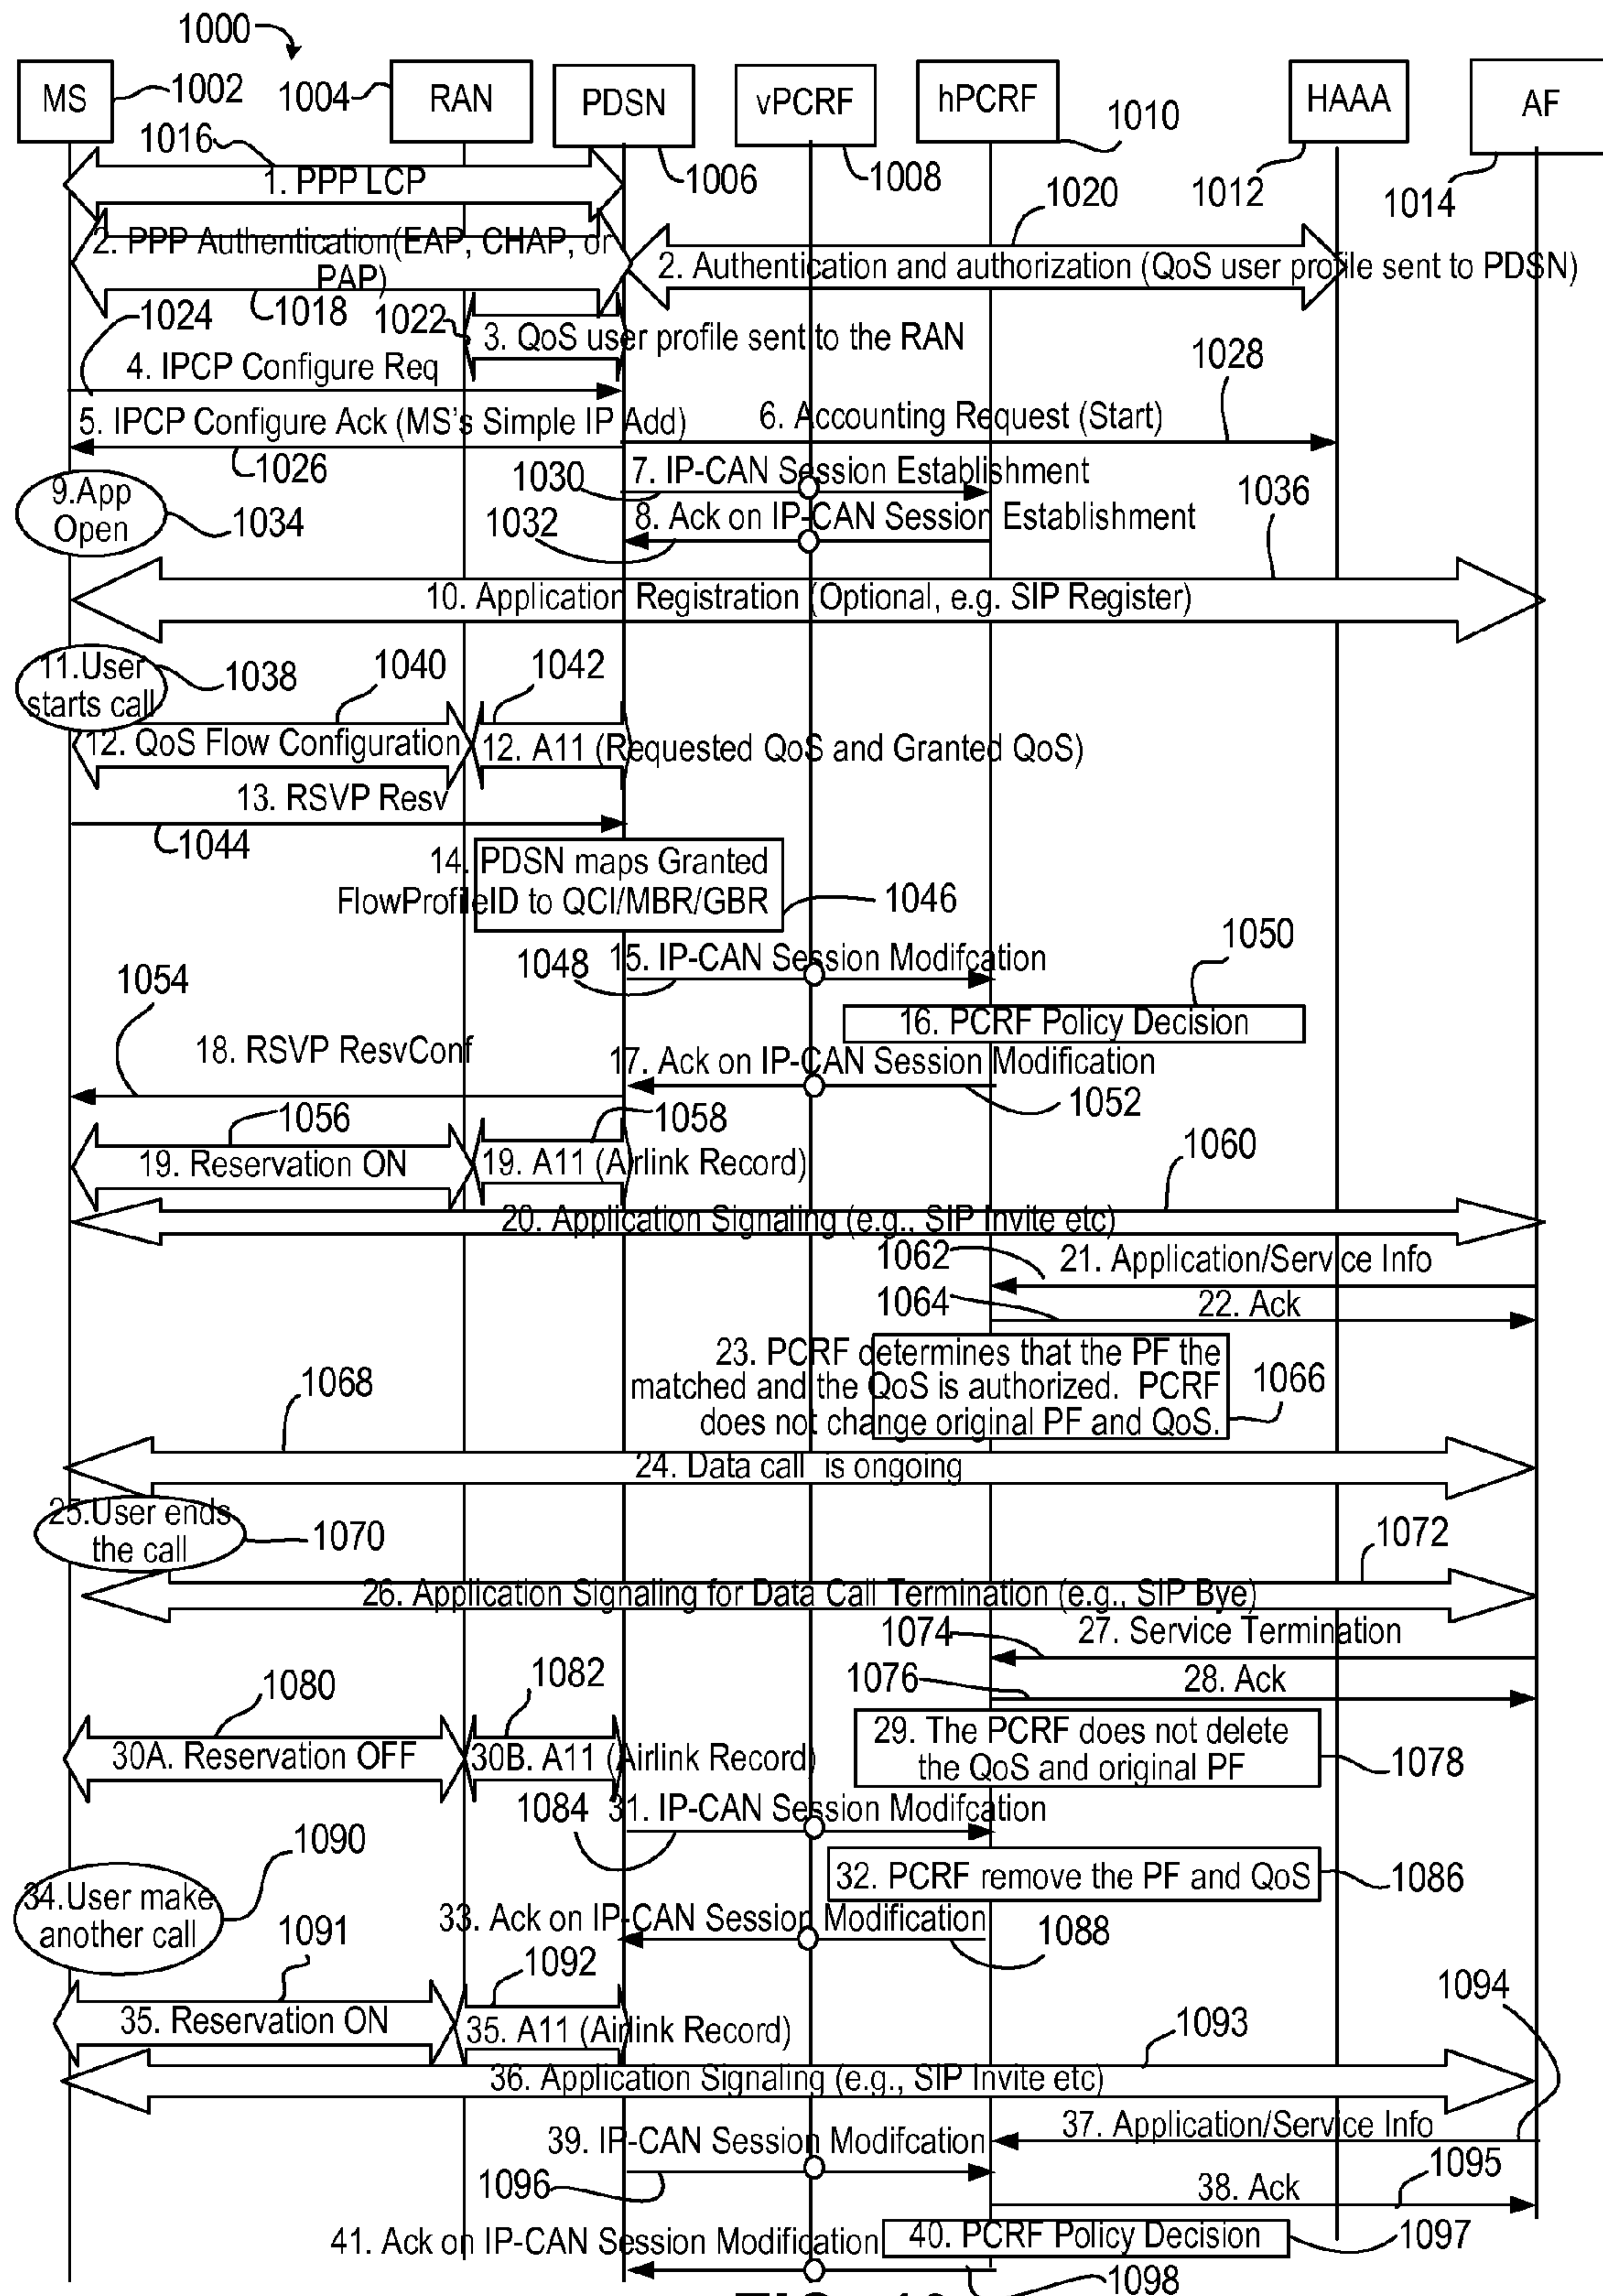 1000
MS
1002
1004
RAN
PDSN
vPCRF
hPCRF
HAAA
AF
1010
1016
1006
1008
1020
1012
1014
1. PPP LCP
2. PPP Authentication(EAP, CHAP, or
PAP)
2. Authentication and authorization (QoS user profile sent to PDSN)
1024
1018
1022
3. QoS user profile sent to the RAN
4. IPCP Configure Req
1028
5. IPCP Configure Ack (MS's Simple IP Add)
6. Accounting Request (Start)
1026
1030
7. IP-CAN Session Establishment
1036
9.App
Open
1034
1032
8. Ack on IP-CAN Session Establishment
10. Application Registration (Optional, e.g. SIP Register)
11.User
starts call
1038
1040
1042
12. QoS Flow Configuration
12. A11 (Requested QoS and Granted QoS)
13. RSVP Resv
1044
14. PDSN maps Granted
FlowProfileID to QCI/MBR/GBR
1046
1048
15. IP-CAN Session Modifcation
1050
1054
16. PCRF Policy Decision
18. RSVP ResvConf
17. Ack on IP-CAN Session Modification
1052
1056
1058
1060
19. Reservation ON
19. A11 (Airlink Record)
20. Application Signaling (e.g., SIP Invite etc)
1062
21. Application/Service Info
1064
22. Ack
23. PCRF determines that the PF the
matched and the QoS is authorized. PCRF
does not change original PF and QoS.
1066
1068
24. Data call is ongoing
25.User ends
the call
1070
1072
26. Application Signaling for Data Call Termination (e.g., SIP Bye)
1074
27. Service Termination
1076
28. Ack
1080
1082
30A. Reservation OFF
30B. A11 (Airlink Record)
29. The PCRF does not delete
the QoS and original PF
1078
1084
31. IP-CAN Session Modifcation
1090
32. PCRF remove the PF and QoS
1086
34.User make
another call
33. Ack on IP-CAN Session Modification
1088
1091
1092
1094
35. Reservation ON
35. A11 (Airlink Record)
1093
36. Application Signaling (e.g., SIP Invite etc)
37. Application/Service Info
39. IP-CAN Session Modifcation
1095
1096
38. Ack
41. Ack on IP-CAN Session Modification
40. PCRF Policy Decision
1097
1098